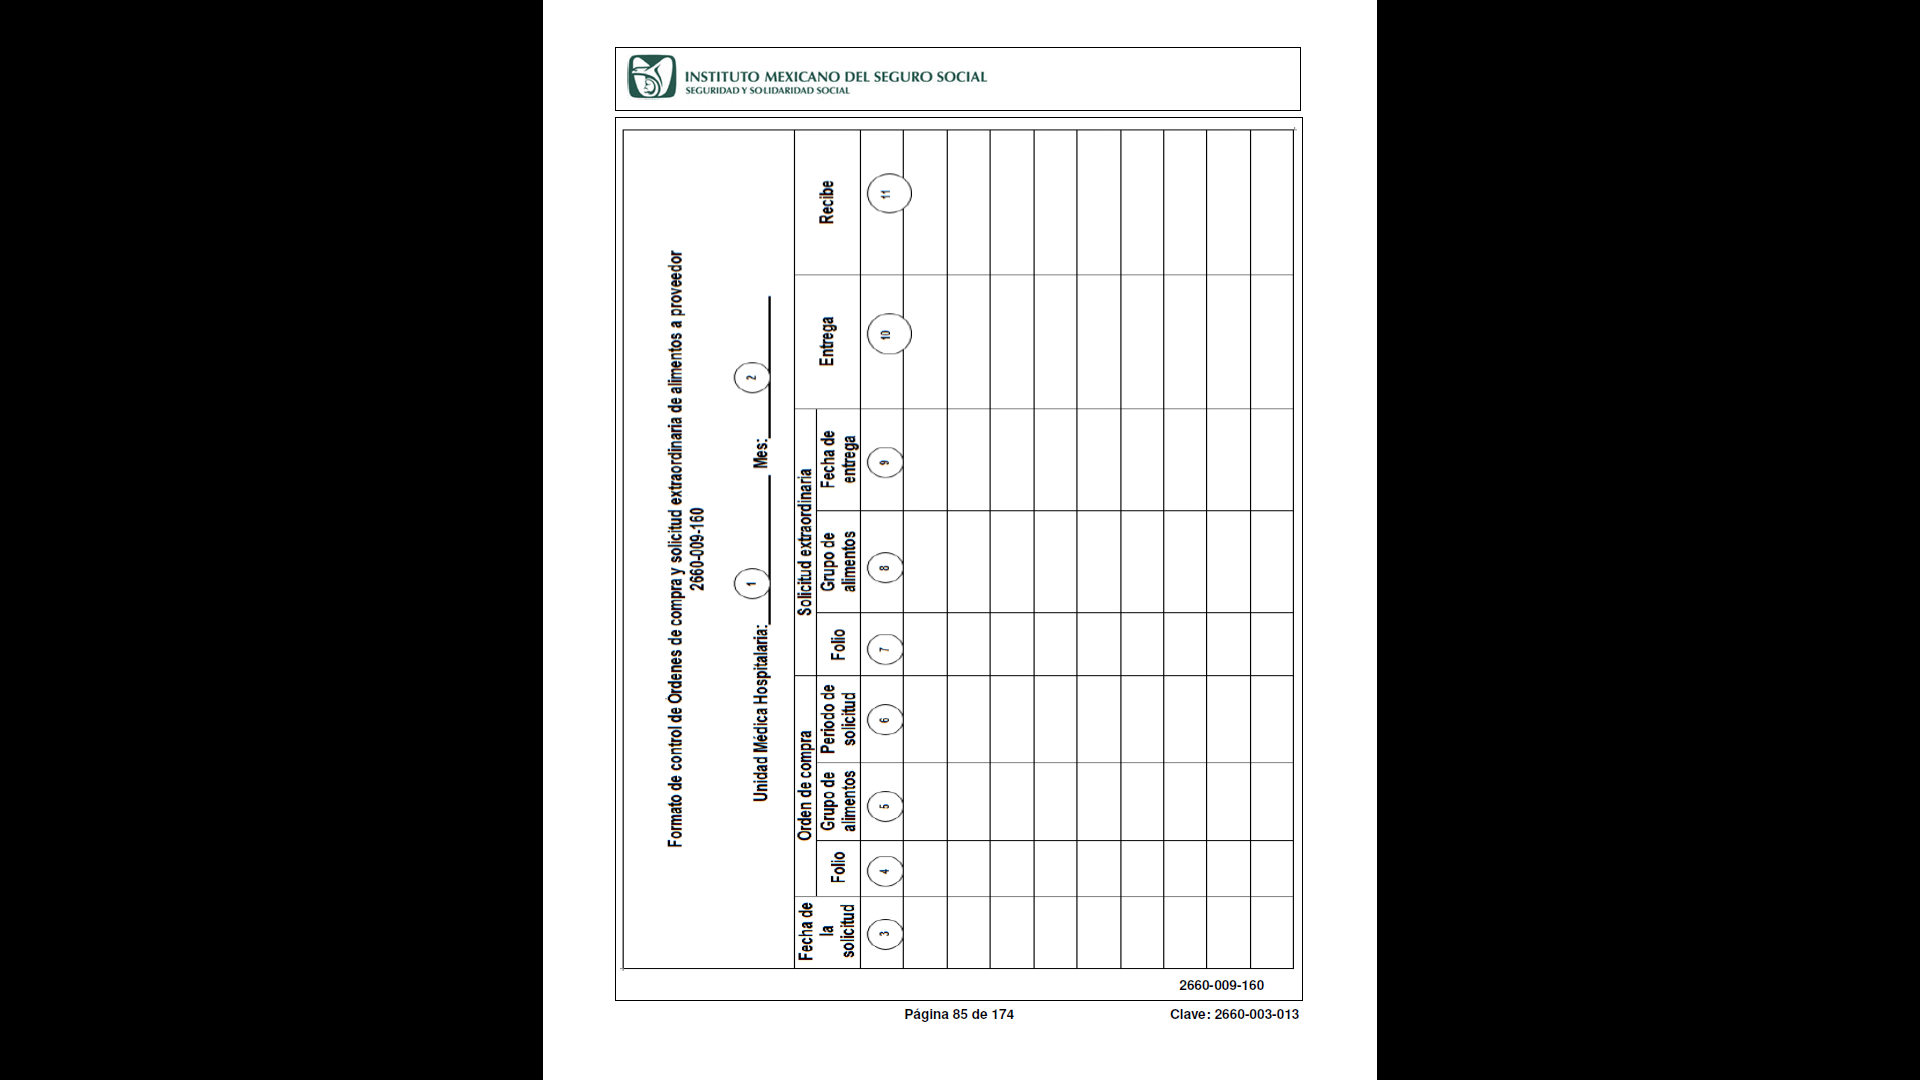 INSTITUTO MEXICANO DEL SEGURO SOCIAL
SEGURIDAD Y SOLIDARIDAD SOCIAL
Formato de control de Ordenes de compra y solicitud extraordinaria de alimentos a proveedor
2660-009-160
Unidad Médica Hospitalaria: 1 Mes: 2
Fecha de la solicitud
Orden de compra
Folio
Grupo de alimentos
Periodo de solicitud
Solicitud extraordinaria
Folio
Grupo de alimentos
Fecha de entrega
Entrega
Recibe
3 4 5 6 7 8 9 10 11
2660-009-160
Página 85 de 174
Clave: 2660-003-013